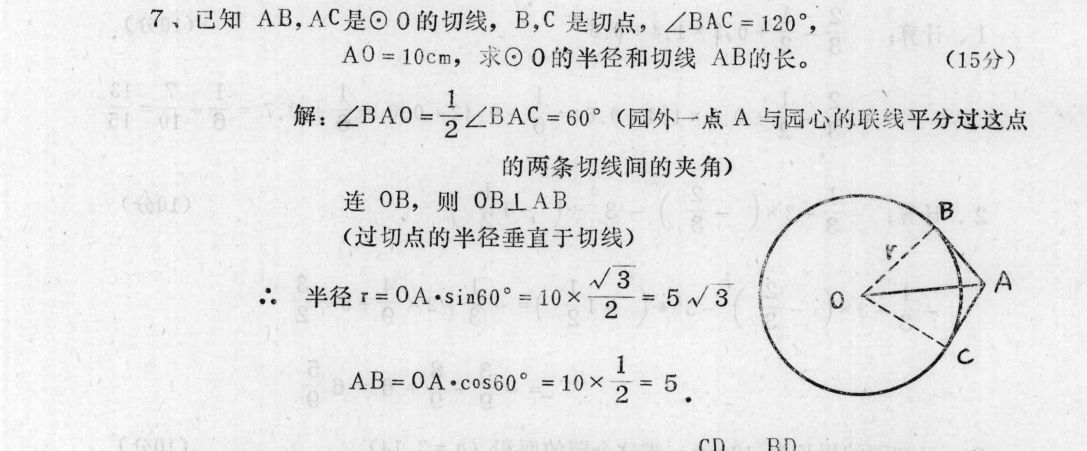 7、已知 AB,AC是⊙O的切线，B,C 是切点，∠BAC=120°，
AO=10cm，求⊙O的半径和切线 AB的长。 （15分）
解：∠BAO=1/2∠BAC=60°（园外一点 A 与园心的联线平分过这点
的两条切线间的夹角）
连 OB，则 OB⊥AB
（过切点的半径垂直于切线）
∴ 半径 r=OA·sin60°=10×√3/2=5√3
AB=OA·cos60°=10×1/2=5.
B
r
O
A
C
CD BD